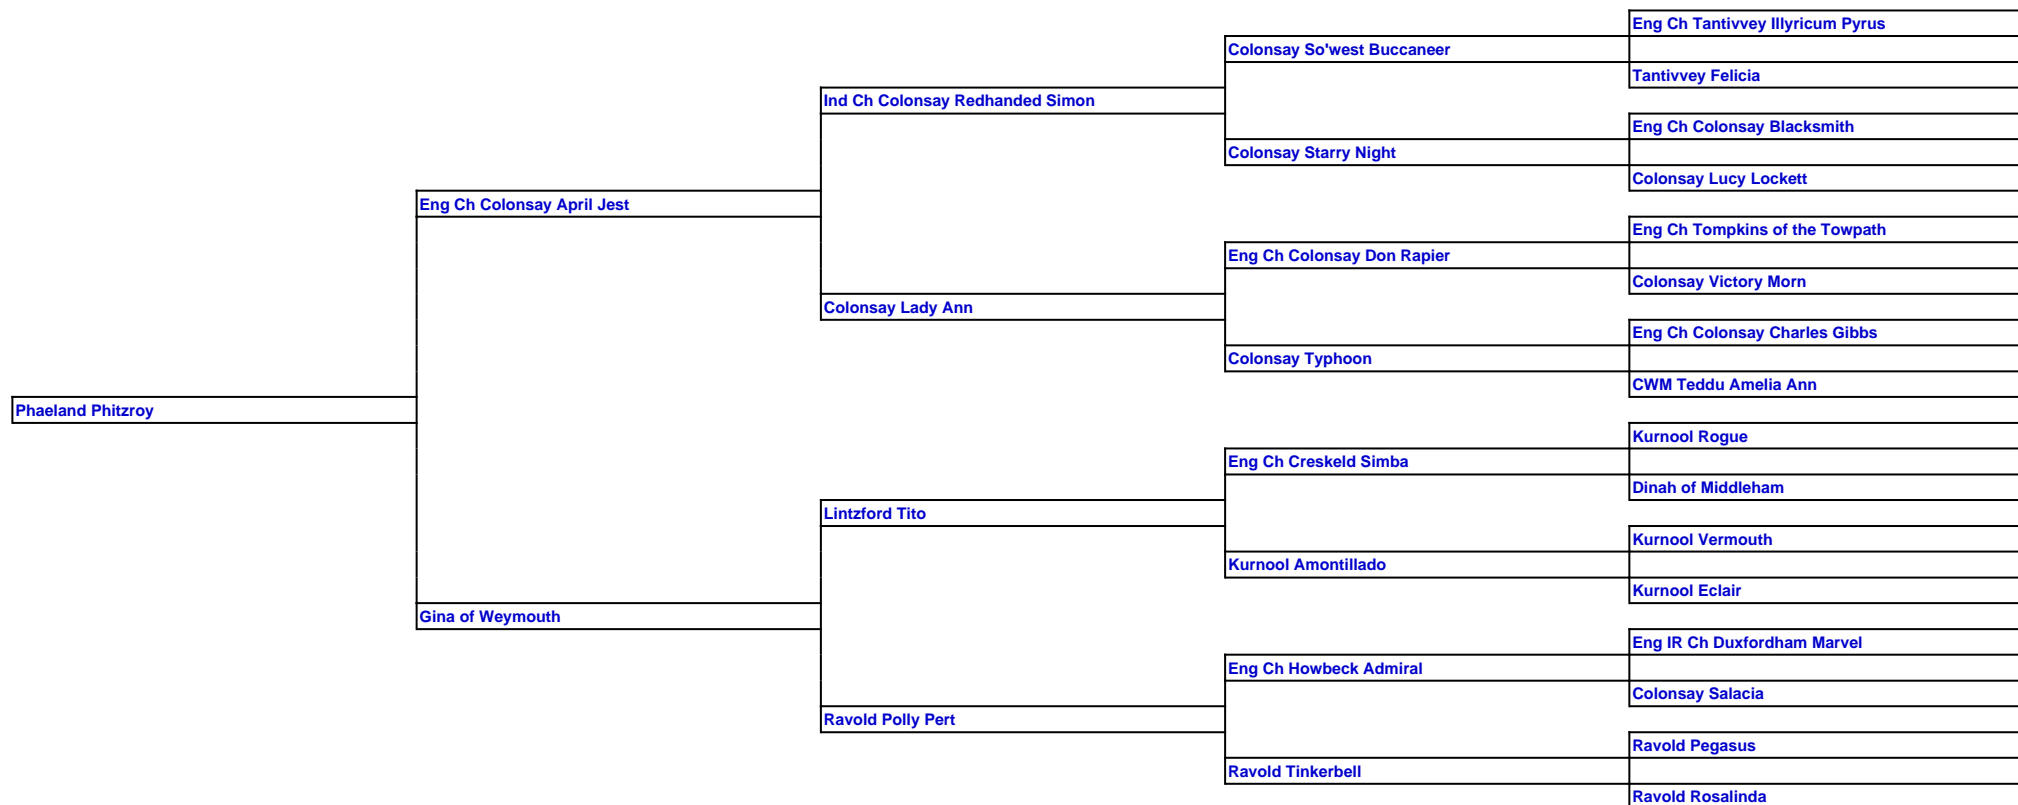 Eng Ch Tantivvey Illyricum Pyrus
Colonsay So'west Buccaneer
Tantivvey Felicia
Ind Ch Colonsay Redhanded Simon
Eng Ch Colonsay Blacksmith
Colonsay Starry Night
Colonsay Lucy Lockett
Eng Ch Colonsay April Jest
Eng Ch Tompkins of the Towpath
Eng Ch Colonsay Don Rapier
Colonsay Victory Morn
Colonsay Lady Ann
Eng Ch Colonsay Charles Gibbs
Colonsay Typhoon
CWM Teddu Amelia Ann
Phaeland Phitzroy
Kurnool Rogue
Eng Ch Creskeld Simba
Dinah of Middleham
Lintzford Tito
Kurnool Vermouth
Kurnool Amontillado
Kurnool Eclair
Gina of Weymouth
Eng IR Ch Duxfordham Marvel
Eng Ch Howbeck Admiral
Colonsay Salacia
Ravold Polly Pert
Ravold Pegasus
Ravold Tinkerbell
Ravold Rosalinda